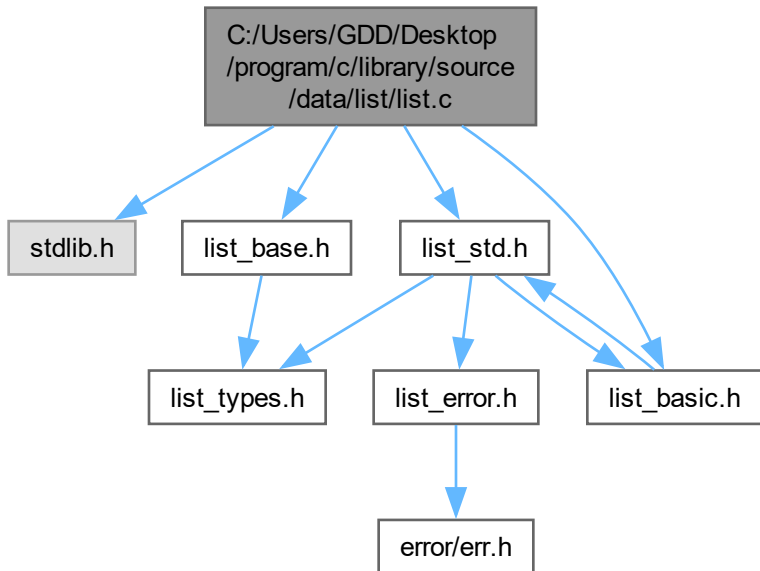 C:/Users/GDD/Desktop
/program/c/library/source
/data/list/list.c
stdlib.h
list_base.h
list_std.h
list_types.h
list_error.h
list_basic.h
error/err.h